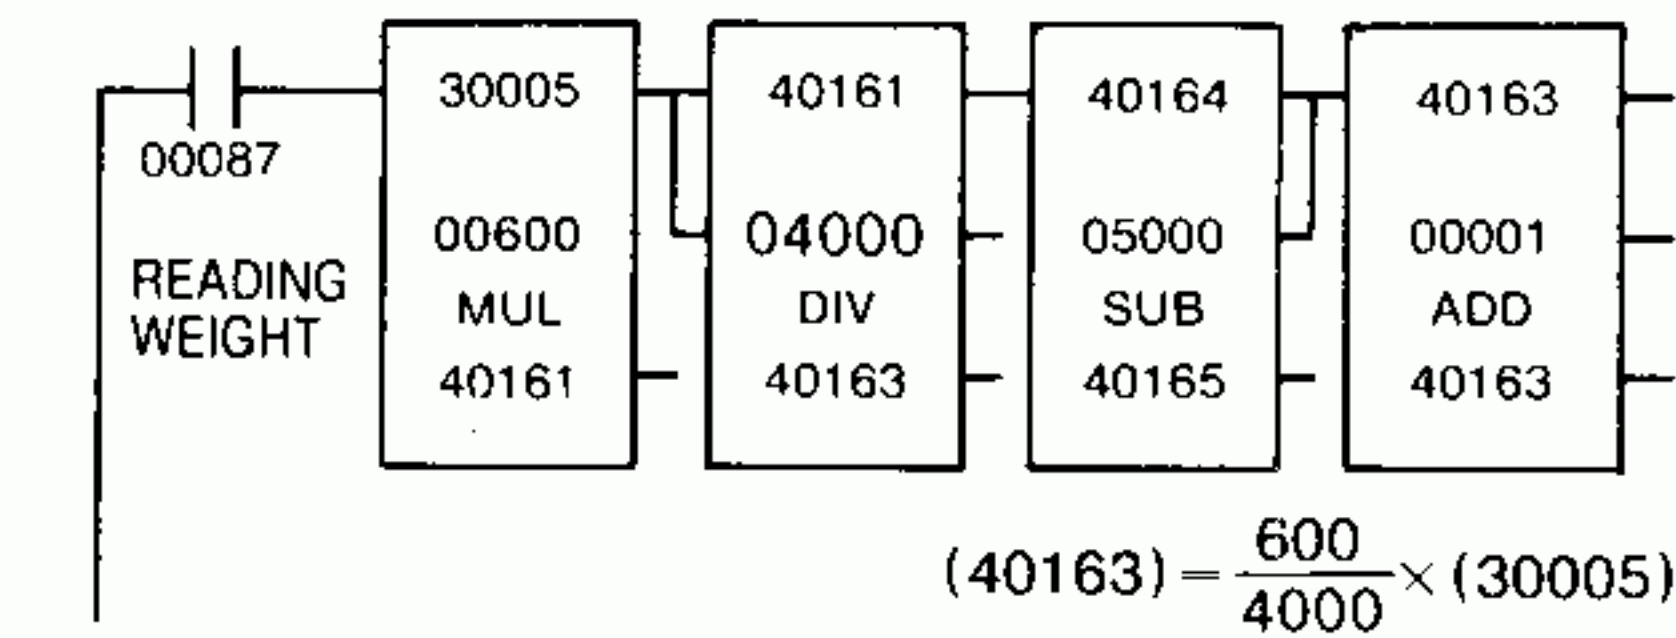 30005 40161 40164 40163
00087
00600 04000 05000 00001
READING
WEIGHT
MUL DIV SUB ADD
40161 40163 40165 40163
(40163) = 600/4000 × (30005)